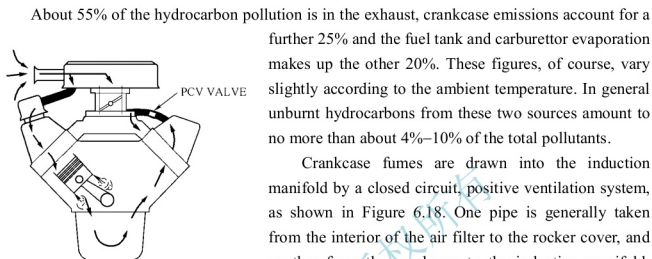 About 55% of the hydrocarbon pollution is in the exhaust, crankcase emissions account for a
further 25% and the fuel tank and carburettor evaporation
makes up the other 20%. These figures, of course, vary
PCV VALVE
slightly according to the ambient temperature. In general
unburnt hydrocarbons from these two sources amount to
no more than about 4%–10% of the total pollutants.
Crankcase fumes are drawn into the induction
manifold by a closed circuit, positive ventilation system,
as shown in Figure 6.18. One pipe is generally taken
from the interior of the air filter to the rocker cover, and
权所有